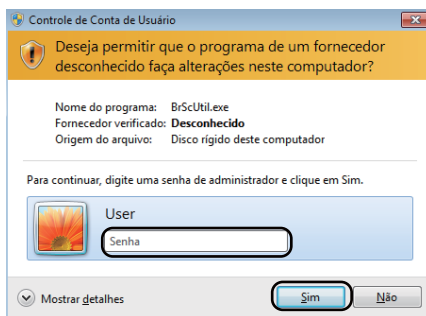 Controle de Conta de Usuário
Deseja permitir que o programa de um fornecedor
desconhecido faça alterações neste computador?
Nome do programa: BrScUtil.exe
Fornecedor verificado: Desconhecido
Origem do arquivo: Disco rígido deste computador
Para continuar, digite uma senha de administrador e clique em Sim.
User
Senha
Mostrar detalhes
Sim
Não